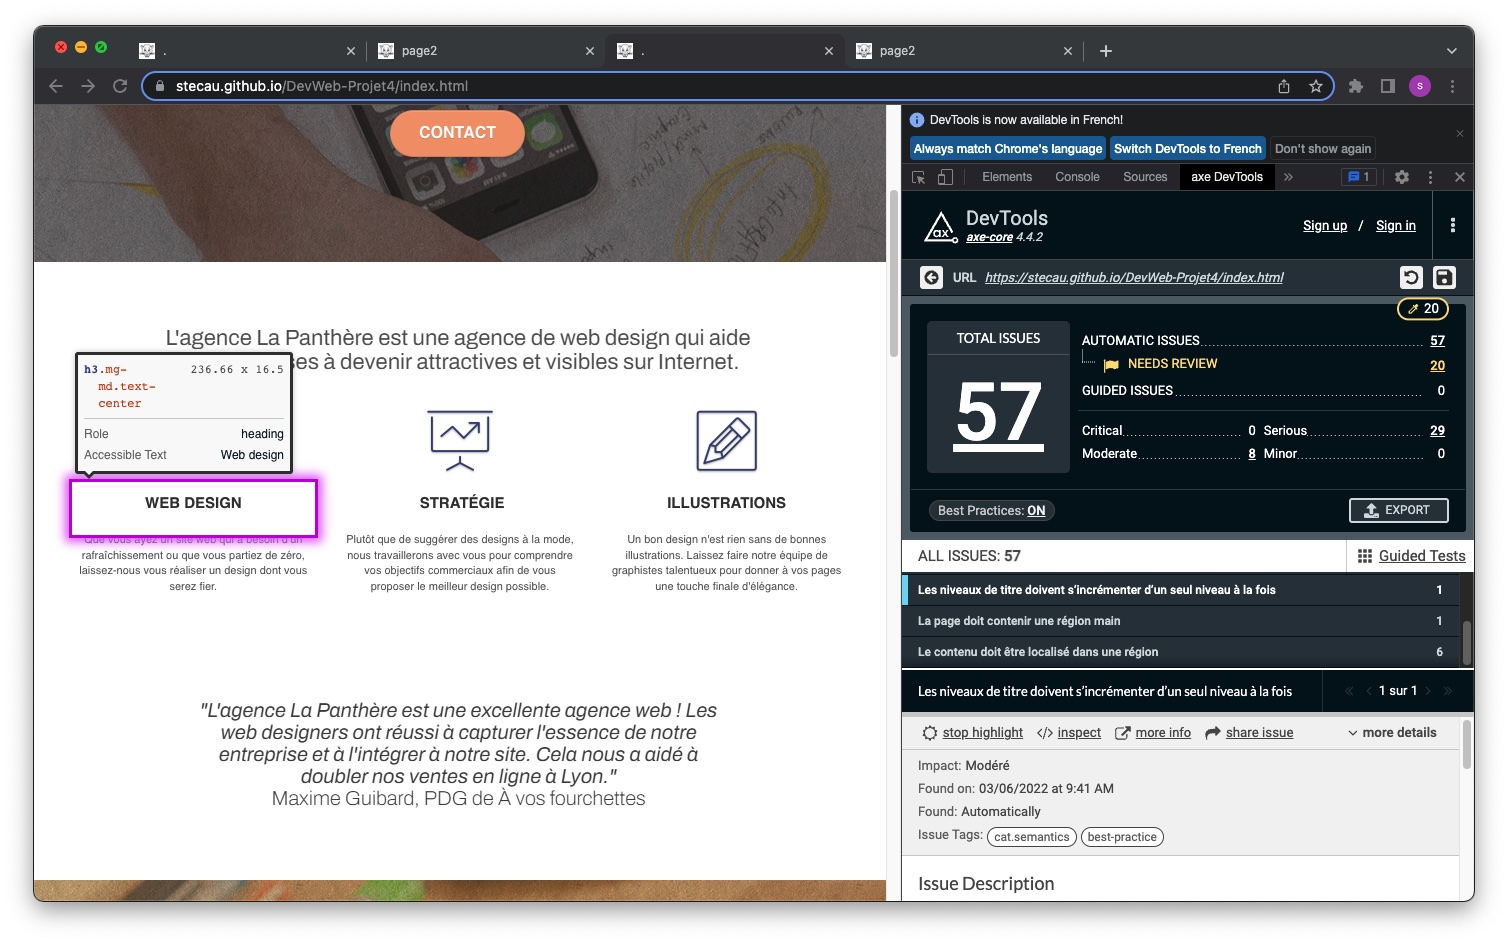 .
page2
.
page2
stecau.github.io/DevWeb-Projet4/index.html
S
CONTACT
L'agence La Panthère est une agence de web design qui aide
ses à devenir attractives et visibles sur Internet.
h3.mg-md.text-center 236.66 x 16.5
Role heading
Accessible Text Web design
WEB DESIGN
Que vous ayez un site web qui a besoin d'un
rafraîchissement ou que vous partiez de zéro,
laissez-nous vous réaliser un design dont vous
serez fier.
STRATÉGIE
Plutôt que de suggérer des designs à la mode,
nous travaillerons avec vous pour comprendre
vos objectifs commerciaux afin de vous
proposer le meilleur design possible.
ILLUSTRATIONS
Un bon design n'est rien sans de bonnes
illustrations. Laissez faire notre équipe de
graphistes talentueux pour donner à vos pages
une touche finale d'élégance.
"L'agence La Panthère est une excellente agence web ! Les
web designers ont réussi à capturer l'essence de notre
entreprise et à l'intégrer à notre site. Cela nous a aidé à
doubler nos ventes en ligne à Lyon."
Maxime Guibard, PDG de À vos fourchettes
DevTools is now available in French!
Always match Chrome's language Switch DevTools to French Don't show again
Elements Console Sources axe DevTools » 1
ax DevTools
axe-core 4.4.2
Sign up / Sign in
URL https://stecau.github.io/DevWeb-Projet4/index.html
20
TOTAL ISSUES
57
AUTOMATIC ISSUES 57
NEEDS REVIEW 20
GUIDED ISSUES 0
Critical 0 Serious 29
Moderate 8 Minor 0
Best Practices: ON
EXPORT
ALL ISSUES: 57
Guided Tests
Les niveaux de titre doivent s’incrémenter d’un seul niveau à la fois 1
La page doit contenir une région main 1
Le contenu doit être localisé dans une région 6
Les niveaux de titre doivent s’incrémenter d’un seul niveau à la fois
« ‹ 1 sur 1 › »
stop highlight </> inspect more info share issue more details
Impact: Modéré
Found on: 03/06/2022 at 9:41 AM
Found: Automatically
Issue Tags: cat.semantics best-practice
Issue Description